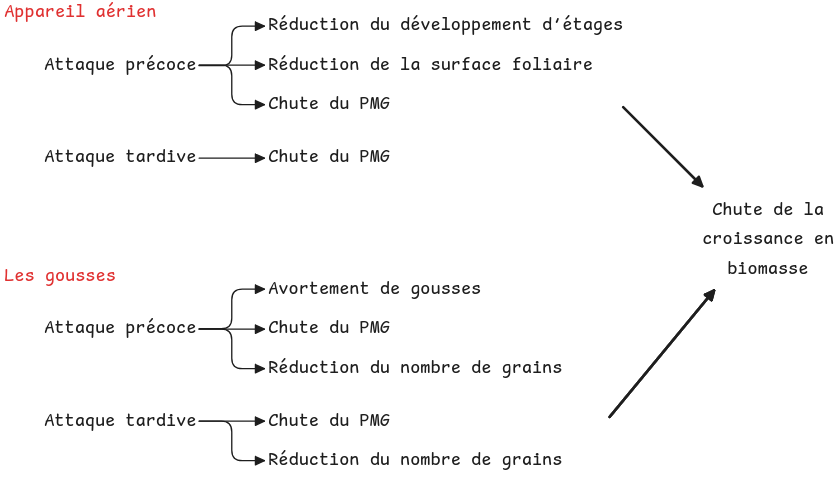 Appareil aérien
Attaque précoce
Réduction du développement d'étages
Réduction de la surface foliaire
Chute du PMG
Attaque tardive
Chute du PMG
Chute de la
croissance en
biomasse
Les gousses
Attaque précoce
Avortement de gousses
Chute du PMG
Réduction du nombre de grains
Attaque tardive
Chute du PMG
Réduction du nombre de grains